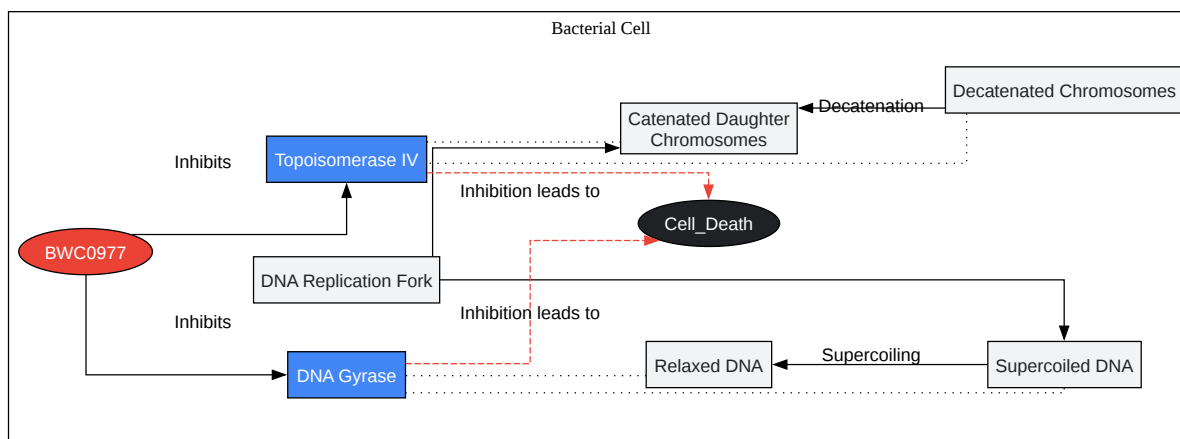 Bacterial Cell
Decatenated Chromosomes
Decatenation
Catenated Daughter
Chromosomes
Inhibits
Topoisomerase IV
Inhibition leads to
Cell_Death
BWC0977
DNA Replication Fork
Inhibition leads to
Inhibits
Supercoiling
Relaxed DNA
Supercoiled DNA
DNA Gyrase